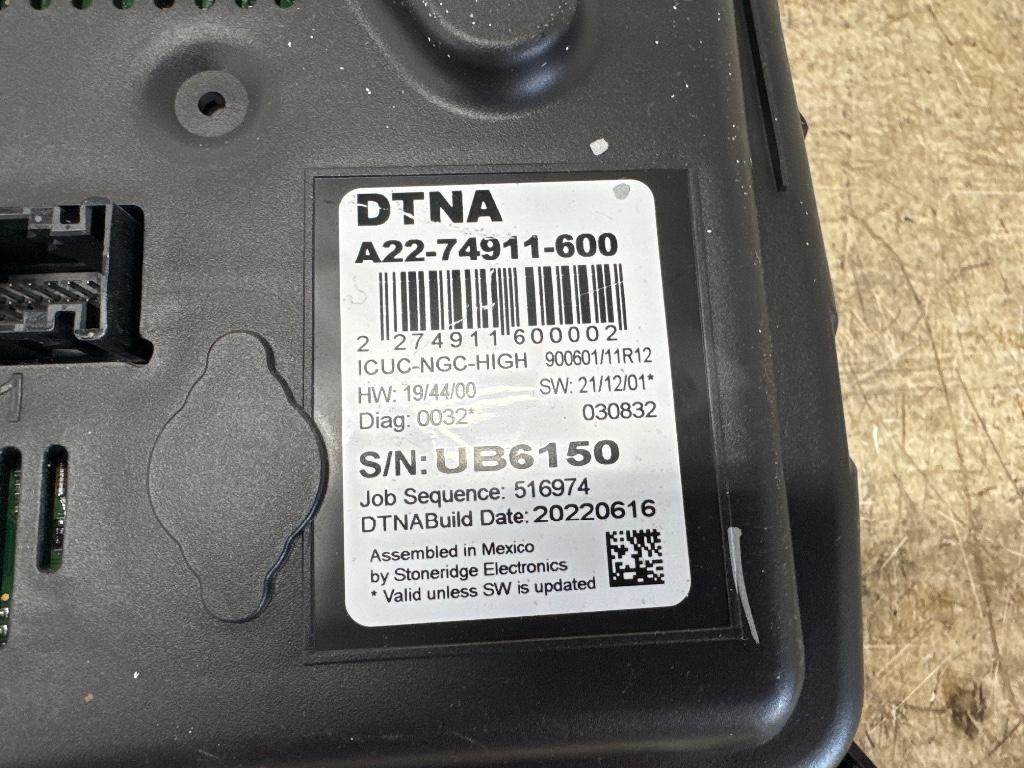 DTNA
A22-74911-600
2 274911 600002
ICUC-NGC-HIGH 900601/11R12
HW: 19/44/00 SW: 21/12/01*
Diag: 0032* 030832
S/N: UB6150
Job Sequence: 516974
DTNABuild Date: 20220616
Assembled in Mexico
by Stoneridge Electronics
* Valid unless SW is updated
1